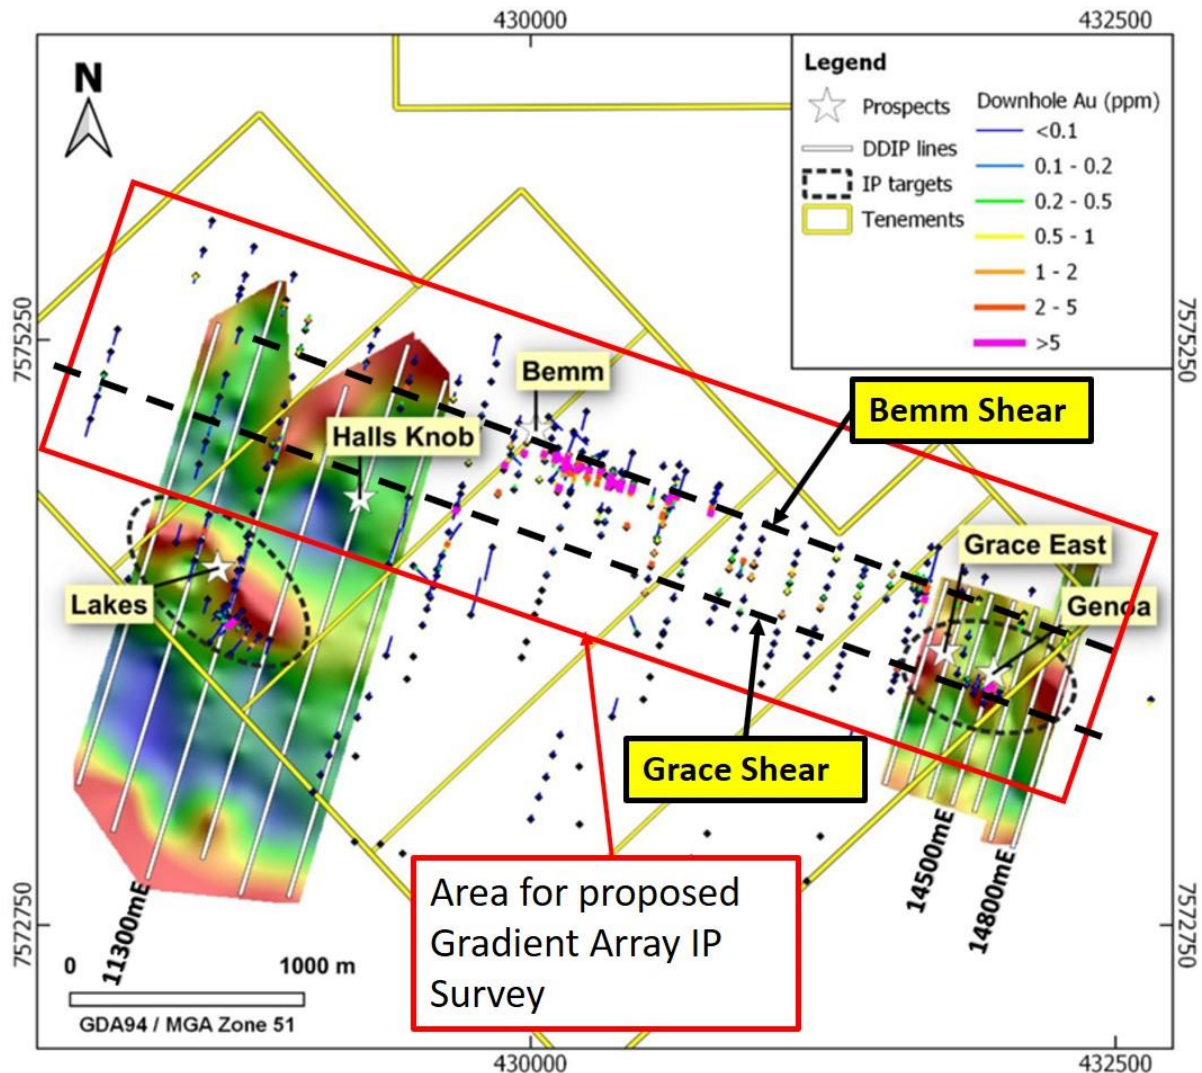 430000
432500
N
Legend
Prospects
DDIP lines
IP targets
Tenements
Downhole Au (ppm)
<0.1
0.1 - 0.2
0.2 - 0.5
0.5 - 1
1 - 2
2 - 5
>5
7575250
7575250
Bemm
Bemm Shear
Halls Knob
Grace East
Genoa
Lakes
Grace Shear
14500mE
14800mE
11300mE
Area for proposed
Gradient Array IP
Survey
7572750
7572750
0
1000 m
GDA94 / MGA Zone 51
430000
432500